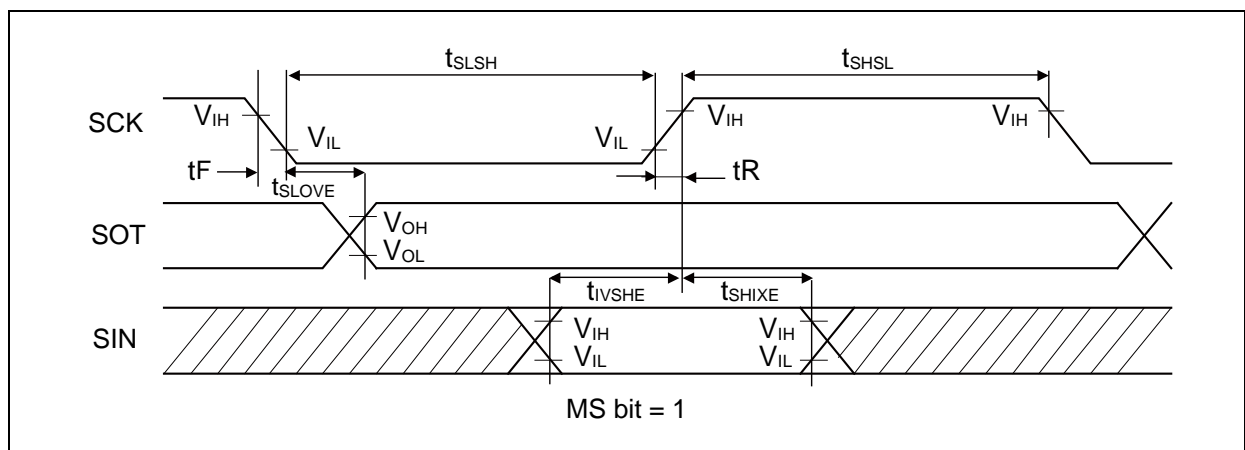 tSLSH tSHSL
SCK VIH VIL VIL VIH VIH
tF tSLOVE tR
SOT VOH
VOL
tIVSHE tSHIXE
SIN VIH VIH
VIL VIL
MS bit = 1